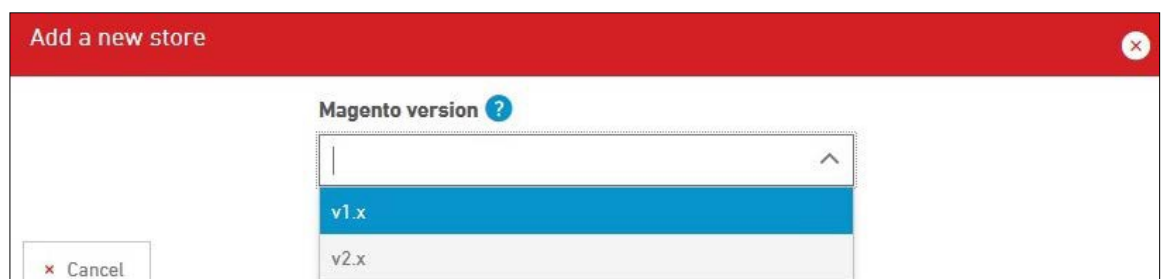 Add a new store
Magento version ?
v1.x
v2.x
× Cancel